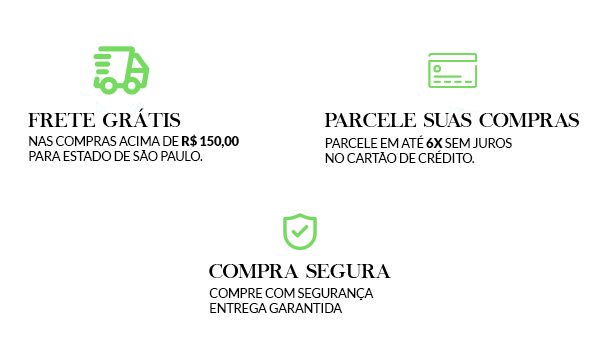 FRETE GRÁTIS
NAS COMPRAS ACIMA DE R$ 150,00
PARA ESTADO DE SÃO PAULO.
PARCELE SUAS COMPRAS
PARCELE EM ATÉ 6X SEM JUROS
NO CARTÃO DE CRÉDITO.
COMPRA SEGURA
COMPRE COM SEGURANÇA
ENTREGA GARANTIDA